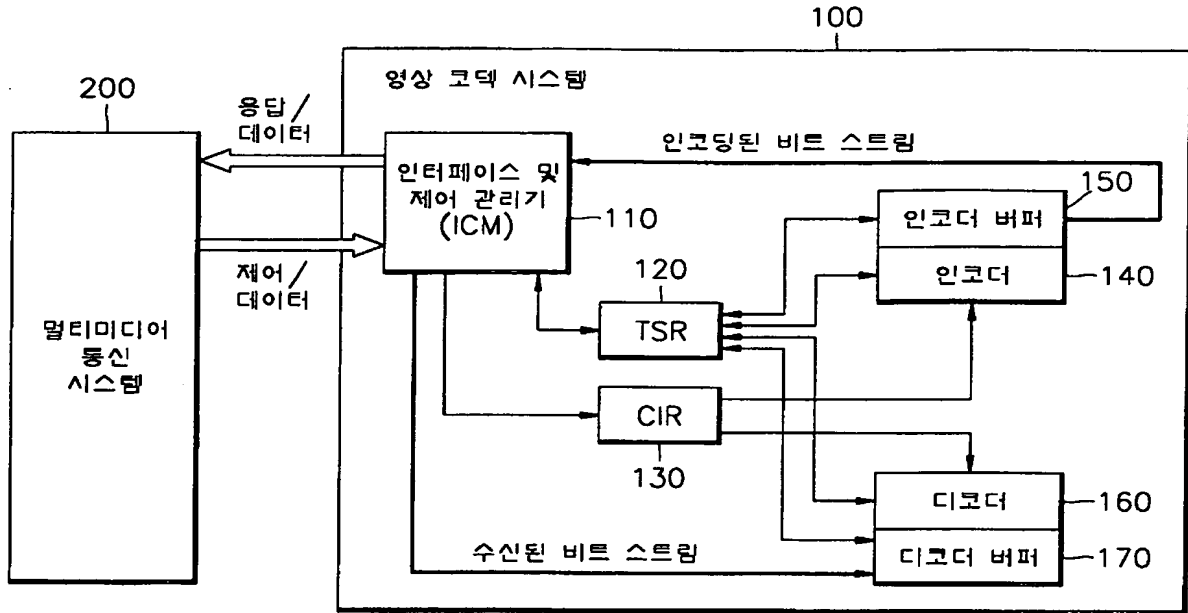 100
영상 코덱 시스템
200
응답/
데이터
인코딩된 비트 스트림
인터페이스 및
제어 관리기
(ICM)
110
150
인코더 버퍼
인코더
140
제어/
데이터
120
TSR
멀티미디어
통신
시스템
CIR
130
디코더
160
수신된 비트 스트림
디코더 버퍼
170